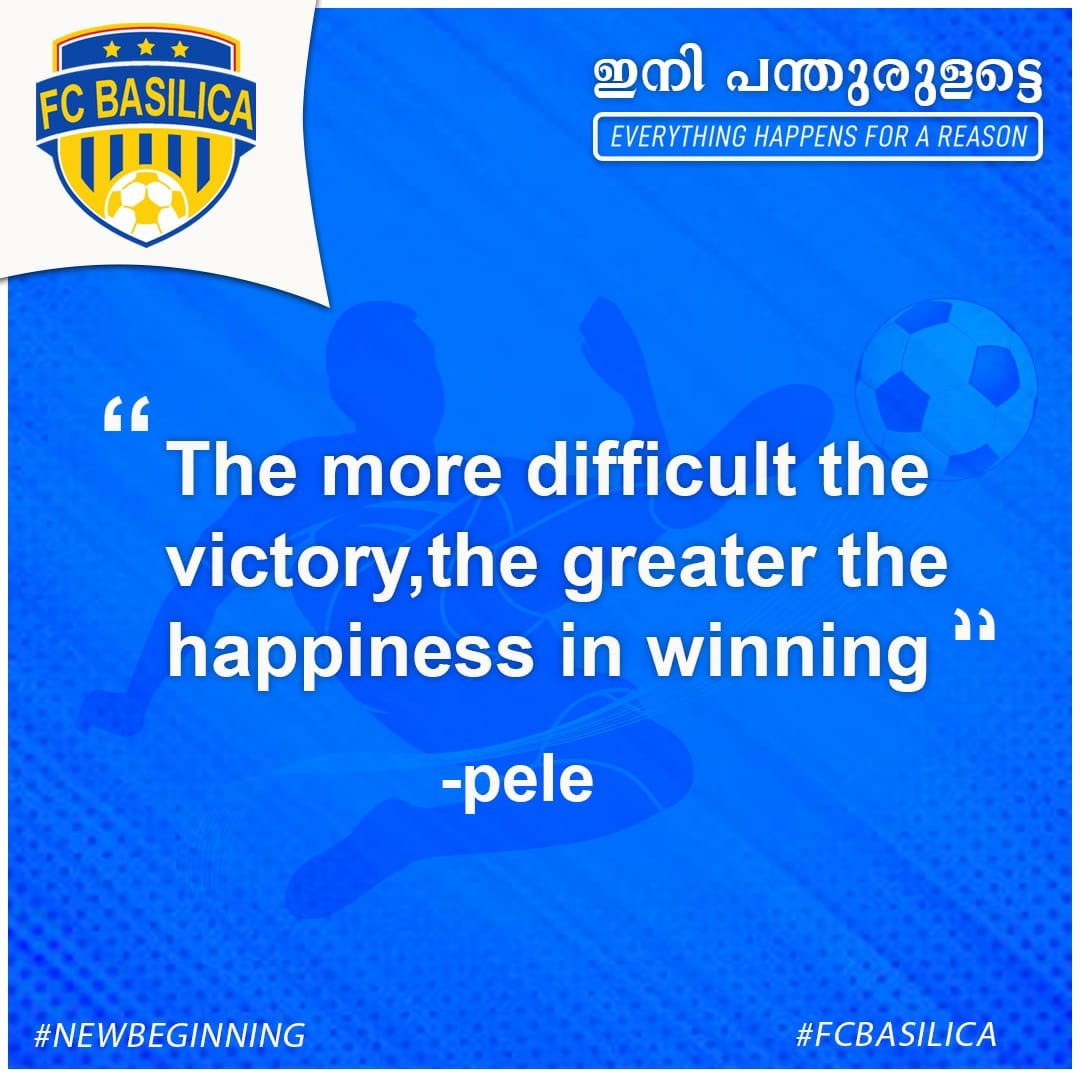 FC BASILICA
ഇനി പന്തുരുളട്ടെ
EVERYTHING HAPPENS FOR A REASON
“ The more difficult the
victory,the greater the
happiness in winning ”
-pele
#NEWBEGINNING
#FCBASILICA